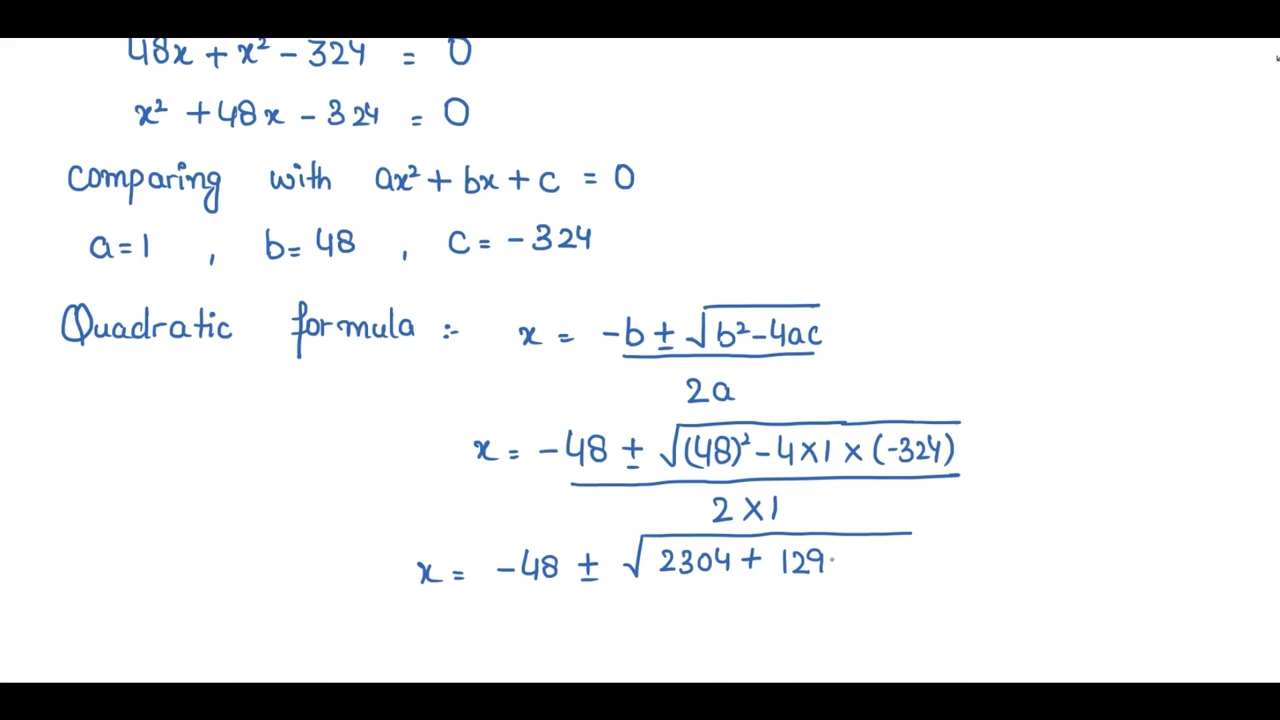 48x + x² - 324 = 0
x² + 48x - 324 = 0
Comparing with ax² + bx + c = 0
a = 1 , b = 48 , c = - 324
Quadratic formula :- x = -b ± √b² - 4ac
2a
x = -48 ± √(48)² - 4 × 1 × (-324)
2 × 1
x = -48 ± √2304 + 129